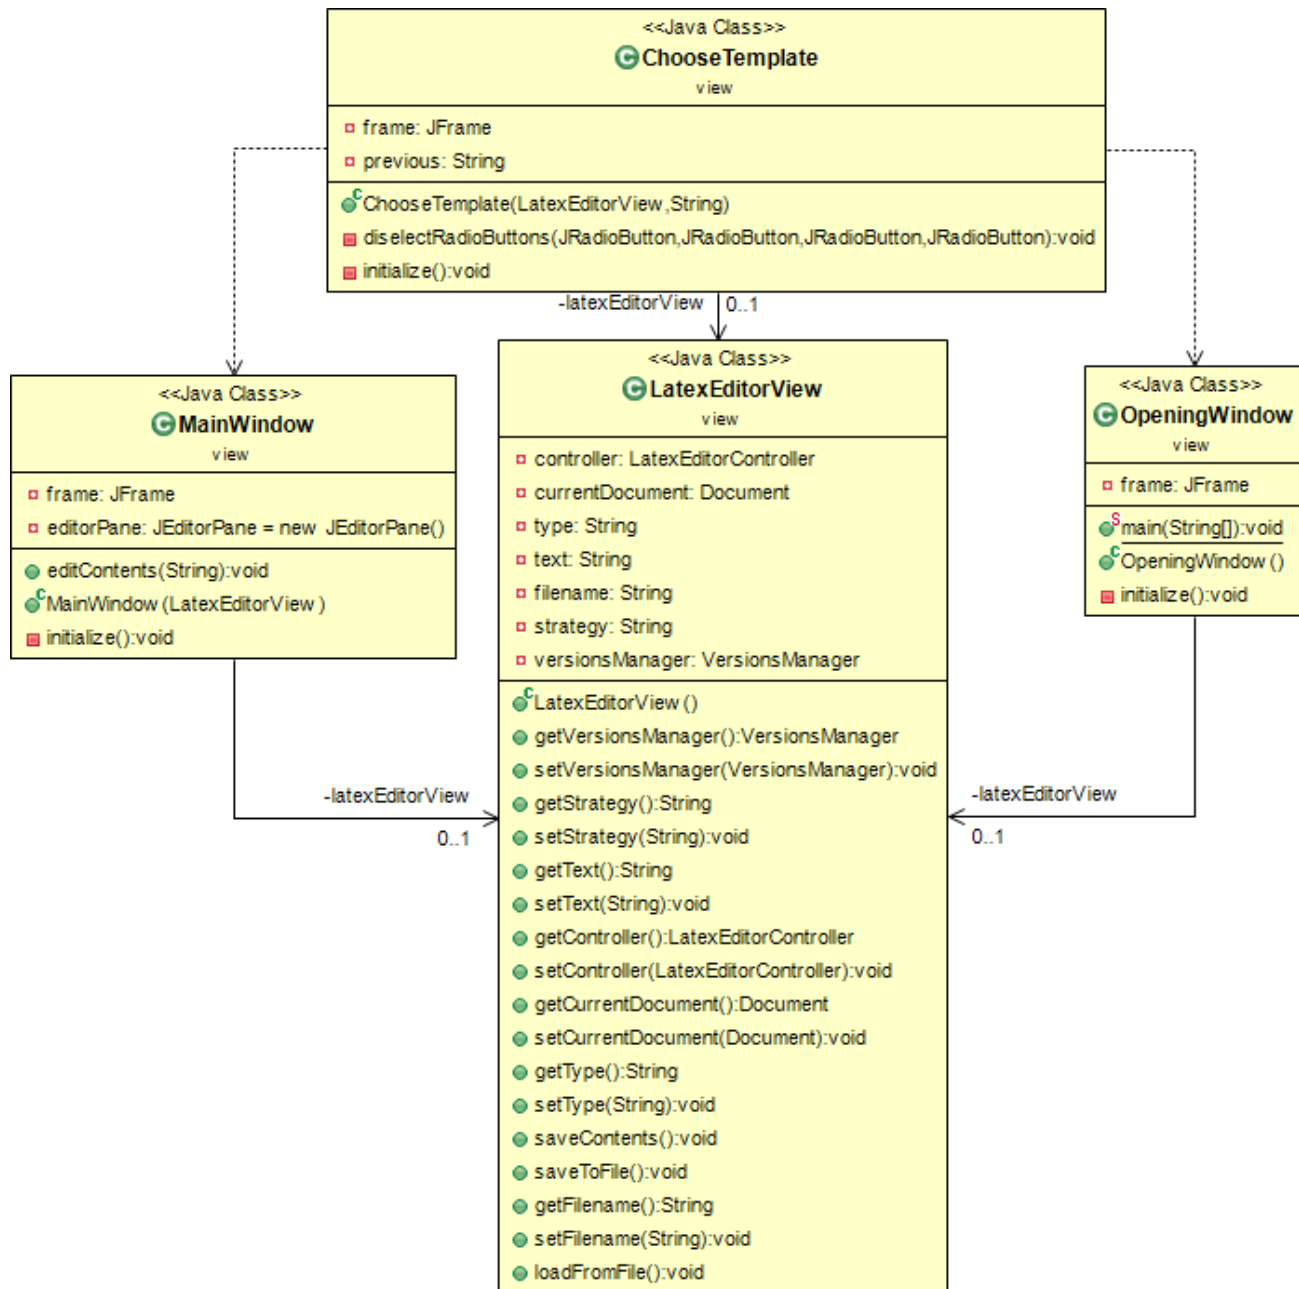 <<Java Class>>
ChooseTemplate
view
frame: JFrame
previous: String
ChooseTemplate(LatexEditorView,String)
diselectRadioButtons(JRadioButton,JRadioButton,JRadioButton,JRadioButton):void
initialize():void
-latexEditorView 0..1
<<Java Class>>
MainWindow
view
frame: JFrame
editorPane: JEditorPane = new JEditorPane()
editContents(String):void
MainWindow(LatexEditorView)
initialize():void
-latexEditorView
0..1
<<Java Class>>
LatexEditorView
view
controller: LatexEditorController
currentDocument: Document
type: String
text: String
filename: String
strategy: String
versionsManager: VersionsManager
LatexEditorView()
getVersionsManager():VersionsManager
setVersionsManager(VersionsManager):void
getStrategy():String
setStrategy(String):void
getText():String
setText(String):void
getController():LatexEditorController
setController(LatexEditorController):void
getCurrentDocument():Document
setCurrentDocument(Document):void
getType():String
setType(String):void
saveContents():void
saveToFile():void
getFilename():String
setFilename(String):void
loadFromFile():void
<<Java Class>>
OpeningWindow
view
frame: JFrame
main(String[]):void
OpeningWindow()
initialize():void
-latexEditorView
0..1